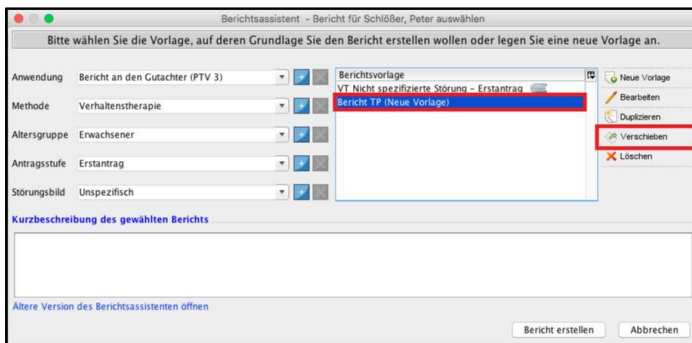 Berichtsassistent - Bericht für Schlößer, Peter auswählen
Bitte wählen Sie die Vorlage, auf deren Grundlage Sie den Bericht erstellen wollen oder legen Sie eine neue Vorlage an.
Anwendung Bericht an den Gutachter (PTV 3)
Methode Verhaltenstherapie
Altersgruppe Erwachsener
Antragsstufe Erstantrag
Störungsbild Unspezifisch
Berichtsvorlage
VT Nicht spezifizierte Störung - Erstantrag
Bericht TP (Neue Vorlage)
Neue Vorlage
Bearbeiten
Duplizieren
Verschieben
Löschen
Kurzbeschreibung des gewählten Berichts
Ältere Version des Berichtsassistenten öffnen
Bericht erstellen Abbrechen